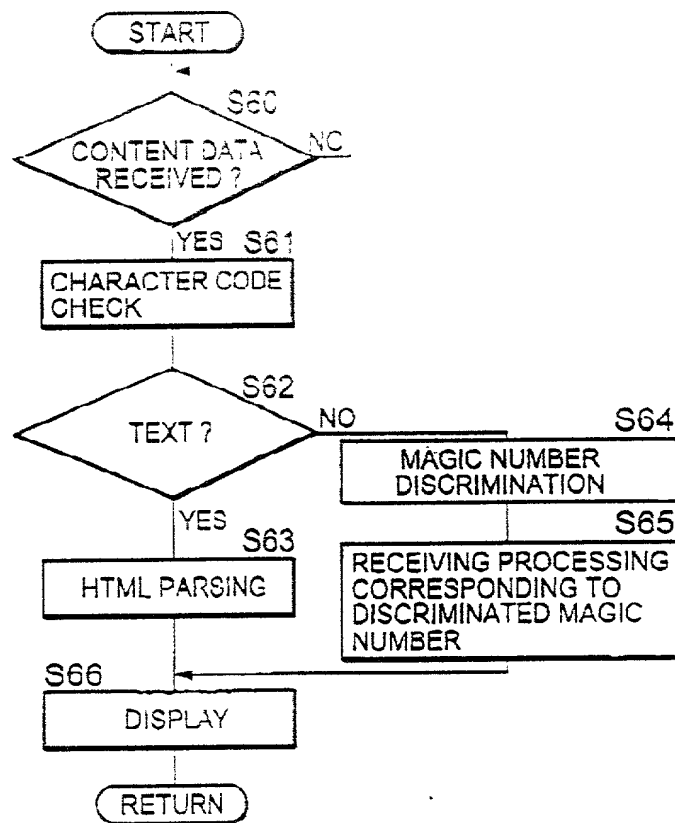 START
S60
CONTENT DATA
RECEIVED ?
NO
YES
S61
CHARACTER CODE
CHECK
S62
TEXT ?
NO
S64
MAGIC NUMBER
DISCRIMINATION
YES
S63
S65
HTML PARSING
RECEIVING PROCESSING
CORRESPONDING TO
DISCRIMINATED MAGIC
NUMBER
S66
DISPLAY
RETURN